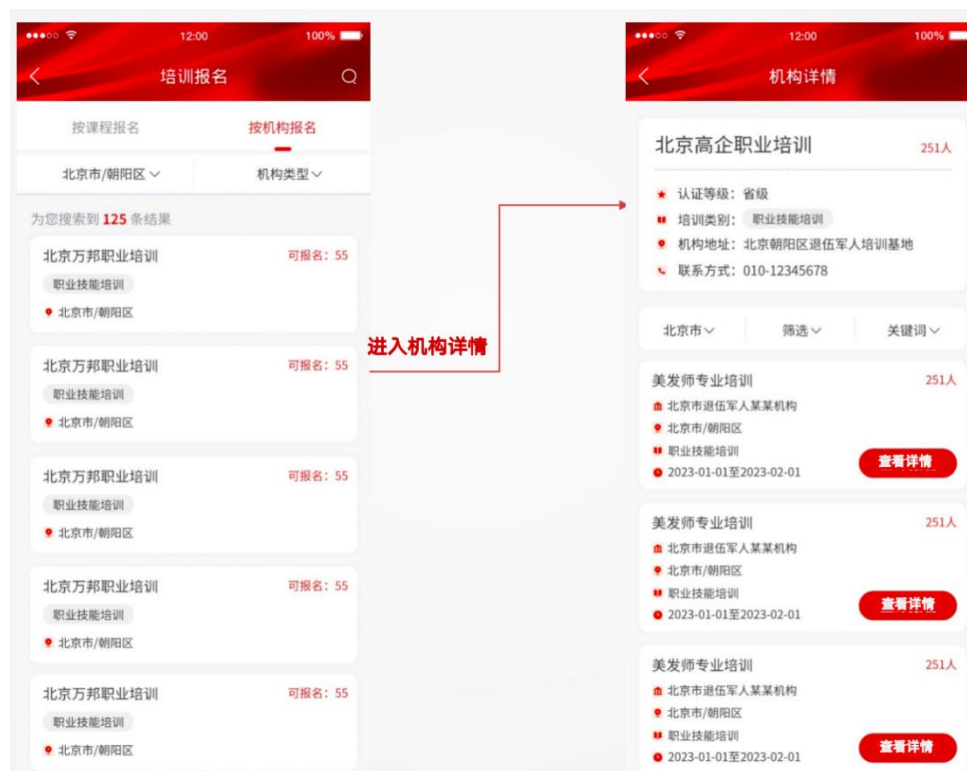 12:00
100%
培训报名
按课程报名
按机构报名
北京市/朝阳区
机构类型
为您搜索到 125 条结果
北京万邦职业培训
可报名：55
职业技能培训
北京市/朝阳区
北京万邦职业培训
可报名：55
职业技能培训
北京市/朝阳区
北京万邦职业培训
可报名：55
职业技能培训
北京市/朝阳区
北京万邦职业培训
可报名：55
职业技能培训
北京市/朝阳区
北京万邦职业培训
可报名：55
职业技能培训
北京市/朝阳区
进入机构详情
12:00
100%
机构详情
北京高企职业培训
251人
认证等级：省级
培训类别：职业技能培训
机构地址：北京朝阳区退伍军人培训基地
联系方式：010-12345678
北京市
筛选
关键词
美发师专业培训
251人
北京市退伍军人某某机构
北京市/朝阳区
职业技能培训
2023-01-01至2023-02-01
查看详情
美发师专业培训
251人
北京市退伍军人某某机构
北京市/朝阳区
职业技能培训
2023-01-01至2023-02-01
查看详情
美发师专业培训
251人
北京市退伍军人某某机构
北京市/朝阳区
职业技能培训
2023-01-01至2023-02-01
查看详情